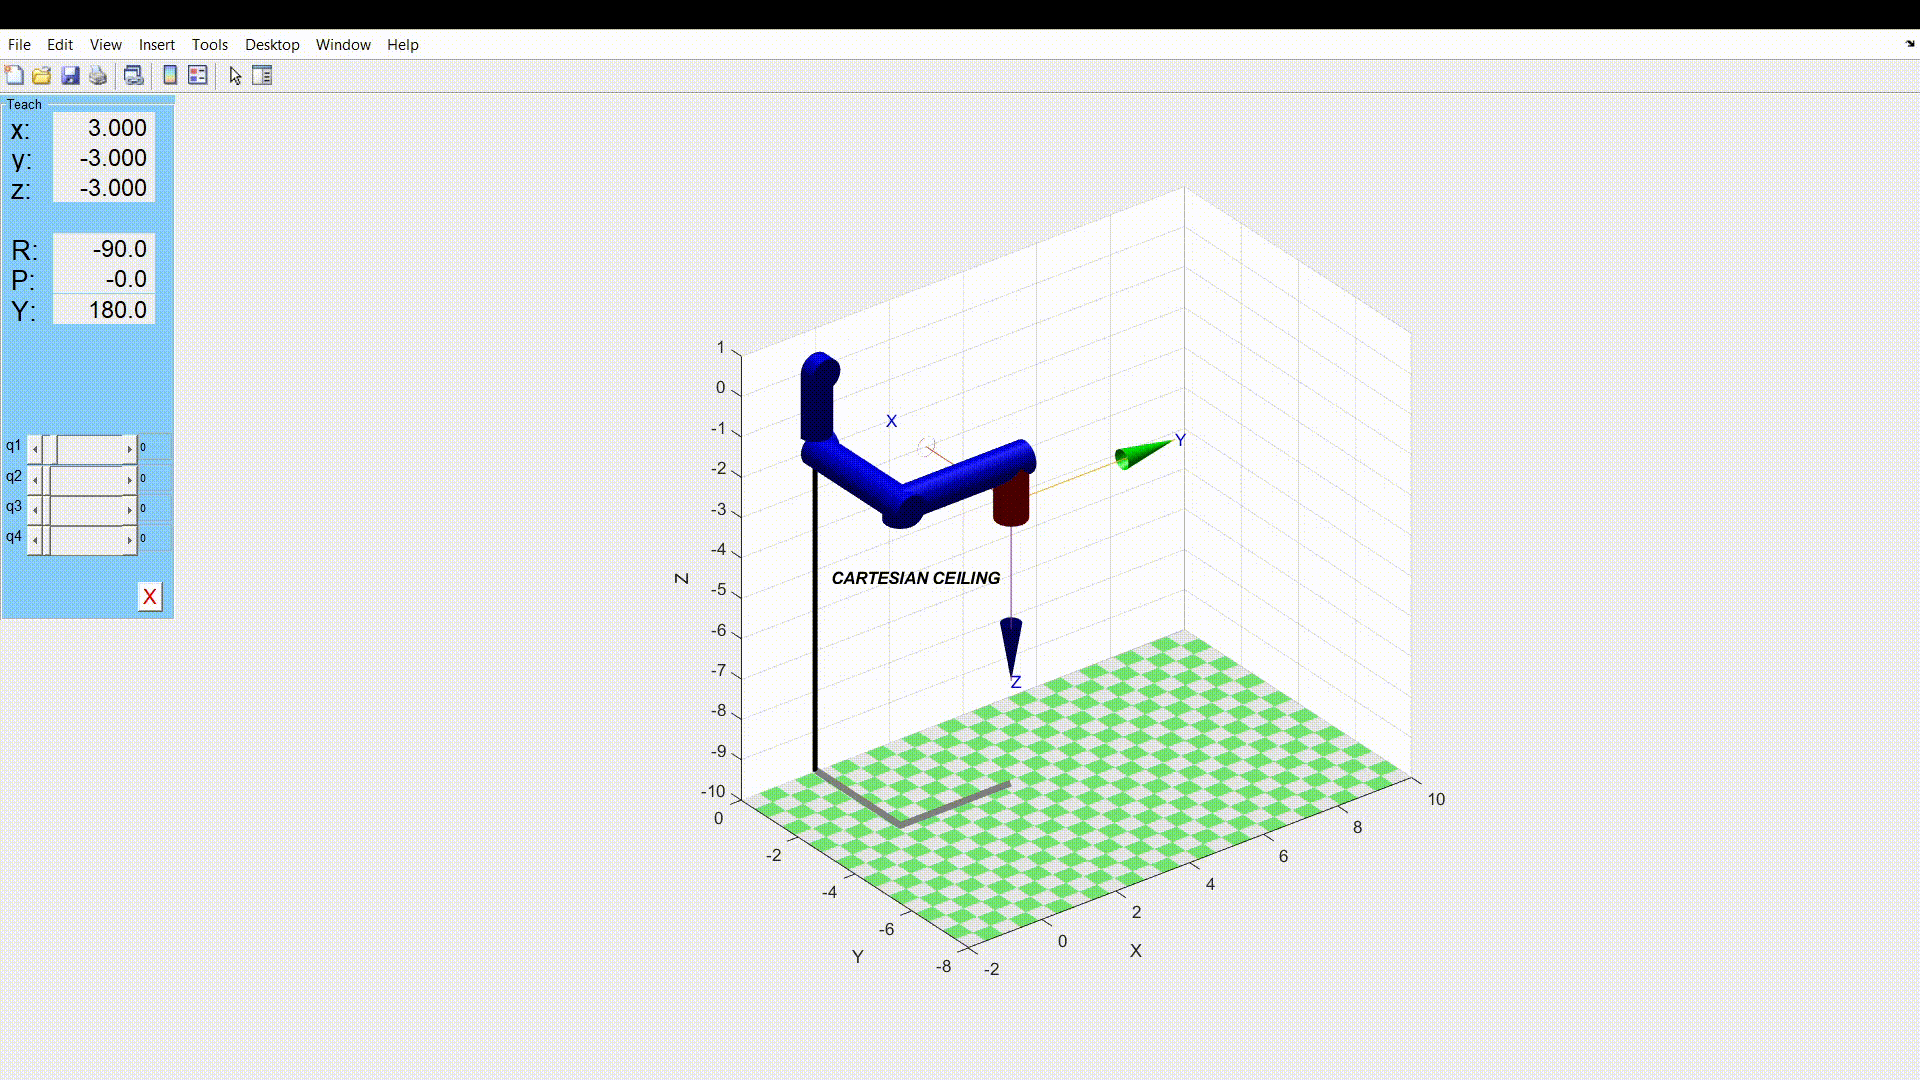 File Edit View Insert Tools Desktop Window Help
Teach
x: 3.000
y: -3.000
z: -3.000
R: -90.0
P: -0.0
Y: 180.0
q1 0
q2 0
q3 0
q4 0
X
1
0
-1
-2
-3
-4
-5
-6
-7
-8
-9
-10
Z
X
Y
CARTESIAN CEILING
Z
0
-2
-4
-6
-8
Y
-2
0
2
4
6
8
10
X